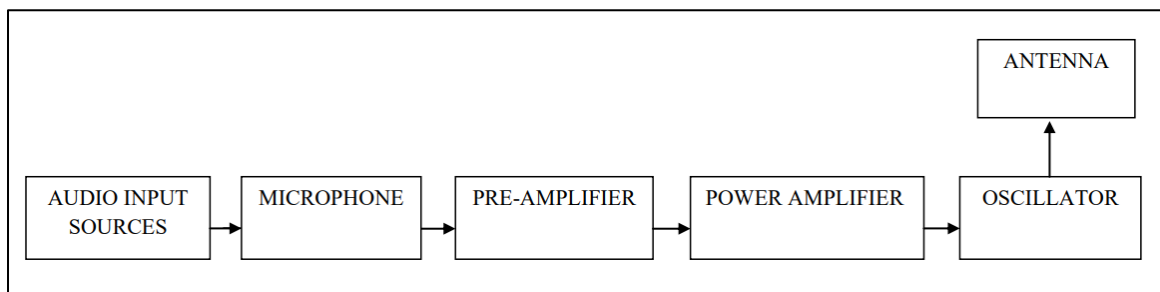 ANTENNA
AUDIO INPUT
SOURCES
MICROPHONE
PRE-AMPLIFIER
POWER AMPLIFIER
OSCILLATOR